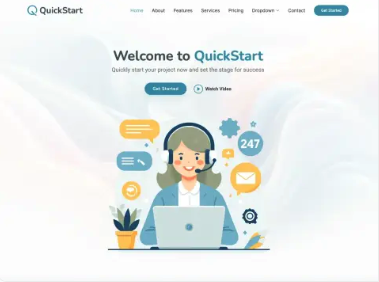 QuickStart
Home About Features Services Pricing Dropdown Contact Get Started
Welcome to QuickStart
Quickly start your project now and set the stage for success
Get Started Watch Video
247